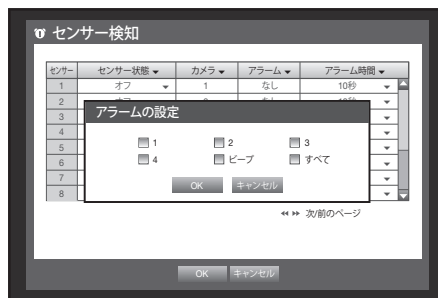 センサー検知
センサー センサー状態 カメラ アラーム アラーム時間
1 オフ 1 なし 10秒
2
アラームの設定
3
4
5
6
7
8
1 2 3
4 ビープ すべて
OK キャンセル
次/前のページ
OK キャンセル